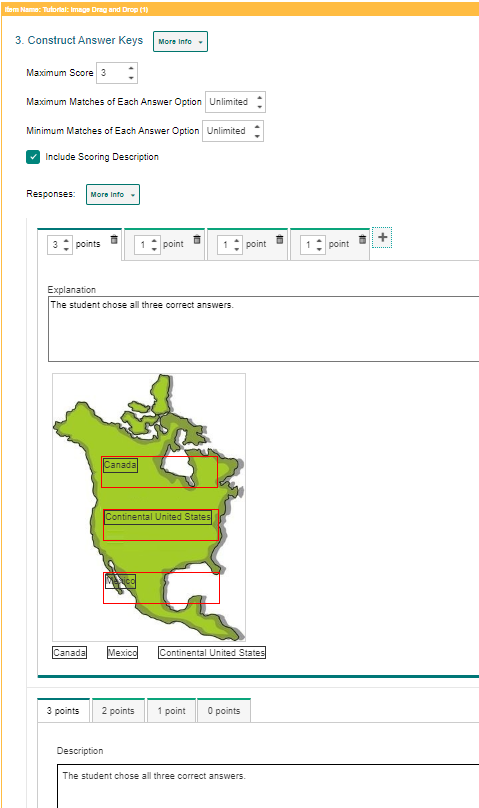 Item Name: Tutorial: Image Drag and Drop (1)
3. Construct Answer Keys More Info
Maximum Score 3
Maximum Matches of Each Answer Option Unlimited
Minimum Matches of Each Answer Option Unlimited
Include Scoring Description
Responses: More Info
3 points 1 point 1 point 1 point +
Explanation
The student chose all three correct answers.
Canada
Continental United States
Mexico
Canada Mexico Continental United States
3 points 2 points 1 point 0 points
Description
The student chose all three correct answers.